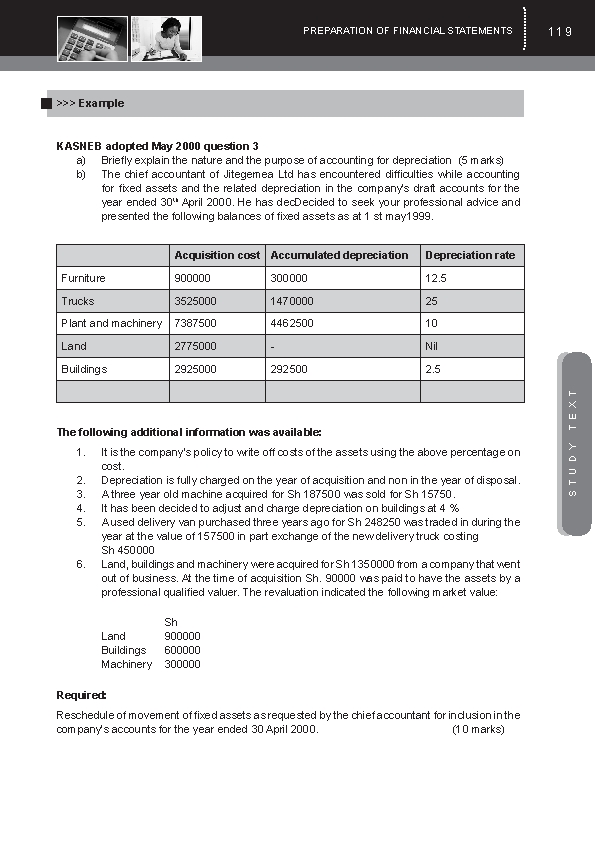 PREPARATION OF FINANCIAL STATEMENTS 119
>>> Example
KASNEB adopted May 2000 question 3
a) Briefly explain the nature and the purpose of accounting for depreciation (5 marks)
b) The chief accountant of Jitegemea Ltd has encountered difficulties while accounting
for fixed assets and the related depreciation in the company's draft accounts for the
year ended 30th April 2000. He has decDecided to seek your professional advice and
presented the following balances of fixed assets as at 1 st may1999.
Acquisition cost Accumulated depreciation Depreciation rate
Furniture 900000 300000 12.5
Trucks 3525000 1470000 25
Plant and machinery 7387500 4462500 10
Land 2775000 - Nil
Buildings 2925000 292500 2.5
The following additional information was available:
1. It is the company's policy to write off costs of the assets using the above percentage on
cost.
2. Depreciation is fully charged on the year of acquisition and non in the year of disposal.
3. A three year old machine acquired for Sh 187500 was sold for Sh 15750.
4. It has been decided to adjust and charge depreciation on buildings at 4 %
5. A used delivery van purchased three years ago for Sh 248250 was traded in during the
year at the value of 157500 in part exchange of the new delivery truck costing
Sh 450000
6. Land, buildings and machinery were acquired for Sh 1350000 from a company that went
out of business. At the time of acquisition Sh. 90000 was paid to have the assets by a
professional qualified valuer. The revaluation indicated the following market value:
Sh
Land 900000
Buildings 600000
Machinery 300000
Required:
Reschedule of movement of fixed assets as requested by the chief accountant for inclusion in the
company's accounts for the year ended 30 April 2000. (10 marks)
STUDY TEXT